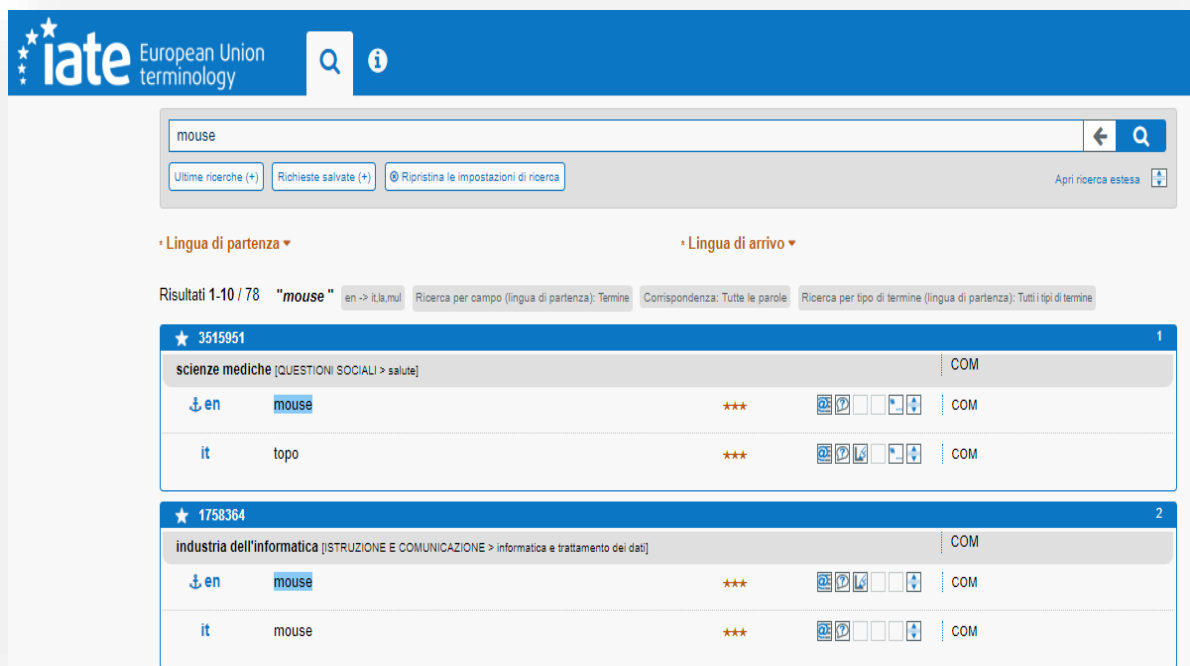 iate European Union
terminology
mouse
Ultime ricerche (+) Richieste salvate (+) Ripristina le impostazioni di ricerca Apri ricerca estesa
* Lingua di partenza * Lingua di arrivo
Risultati 1-10 / 78 "mouse " en -> it,la,mul Ricerca per campo (lingua di partenza): Termine Corrispondenza: Tutte le parole Ricerca per tipo di termine (lingua di partenza): Tutti i tipi di termine
3515951 1
scienze mediche [QUESTIONI SOCIALI > salute] COM
en mouse *** COM
it topo *** COM
1758364 2
industria dell'informatica [ISTRUZIONE E COMUNICAZIONE > informatica e trattamento dei dati] COM
en mouse *** COM
it mouse *** COM